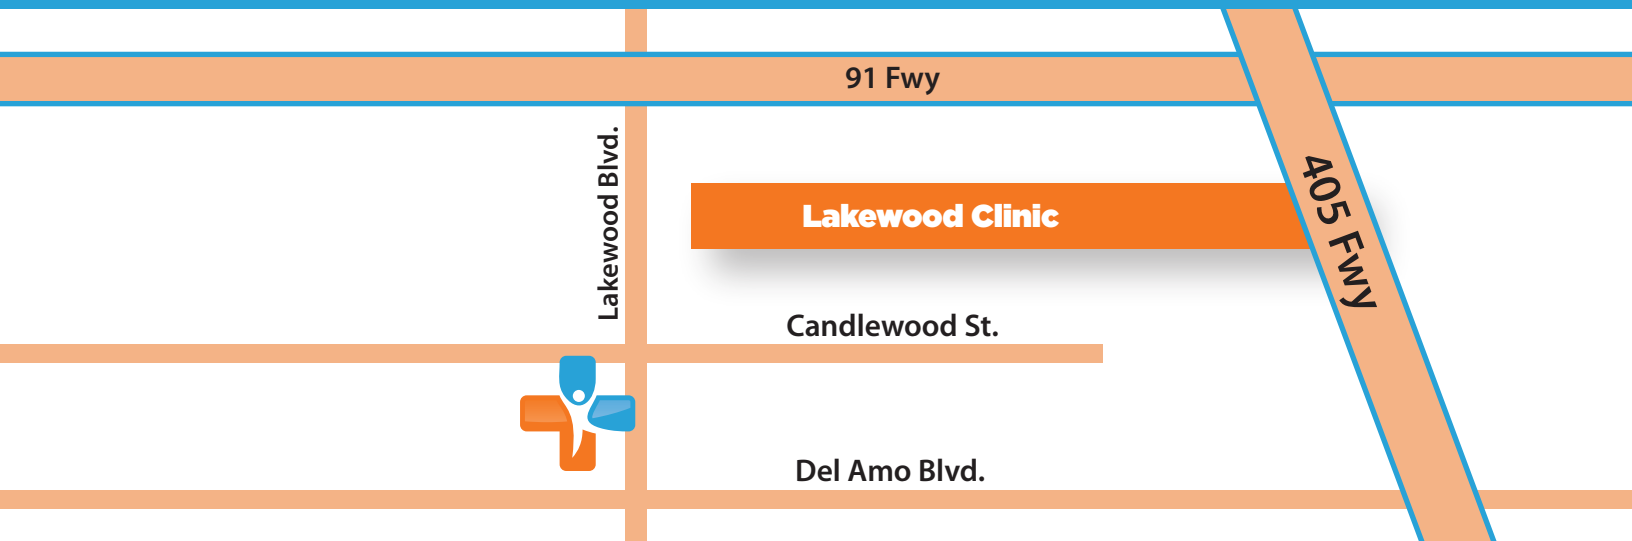 91 Fwy
Lakewood Blvd.
405 Fwy
Lakewood Clinic
Candlewood St.
Del Amo Blvd.